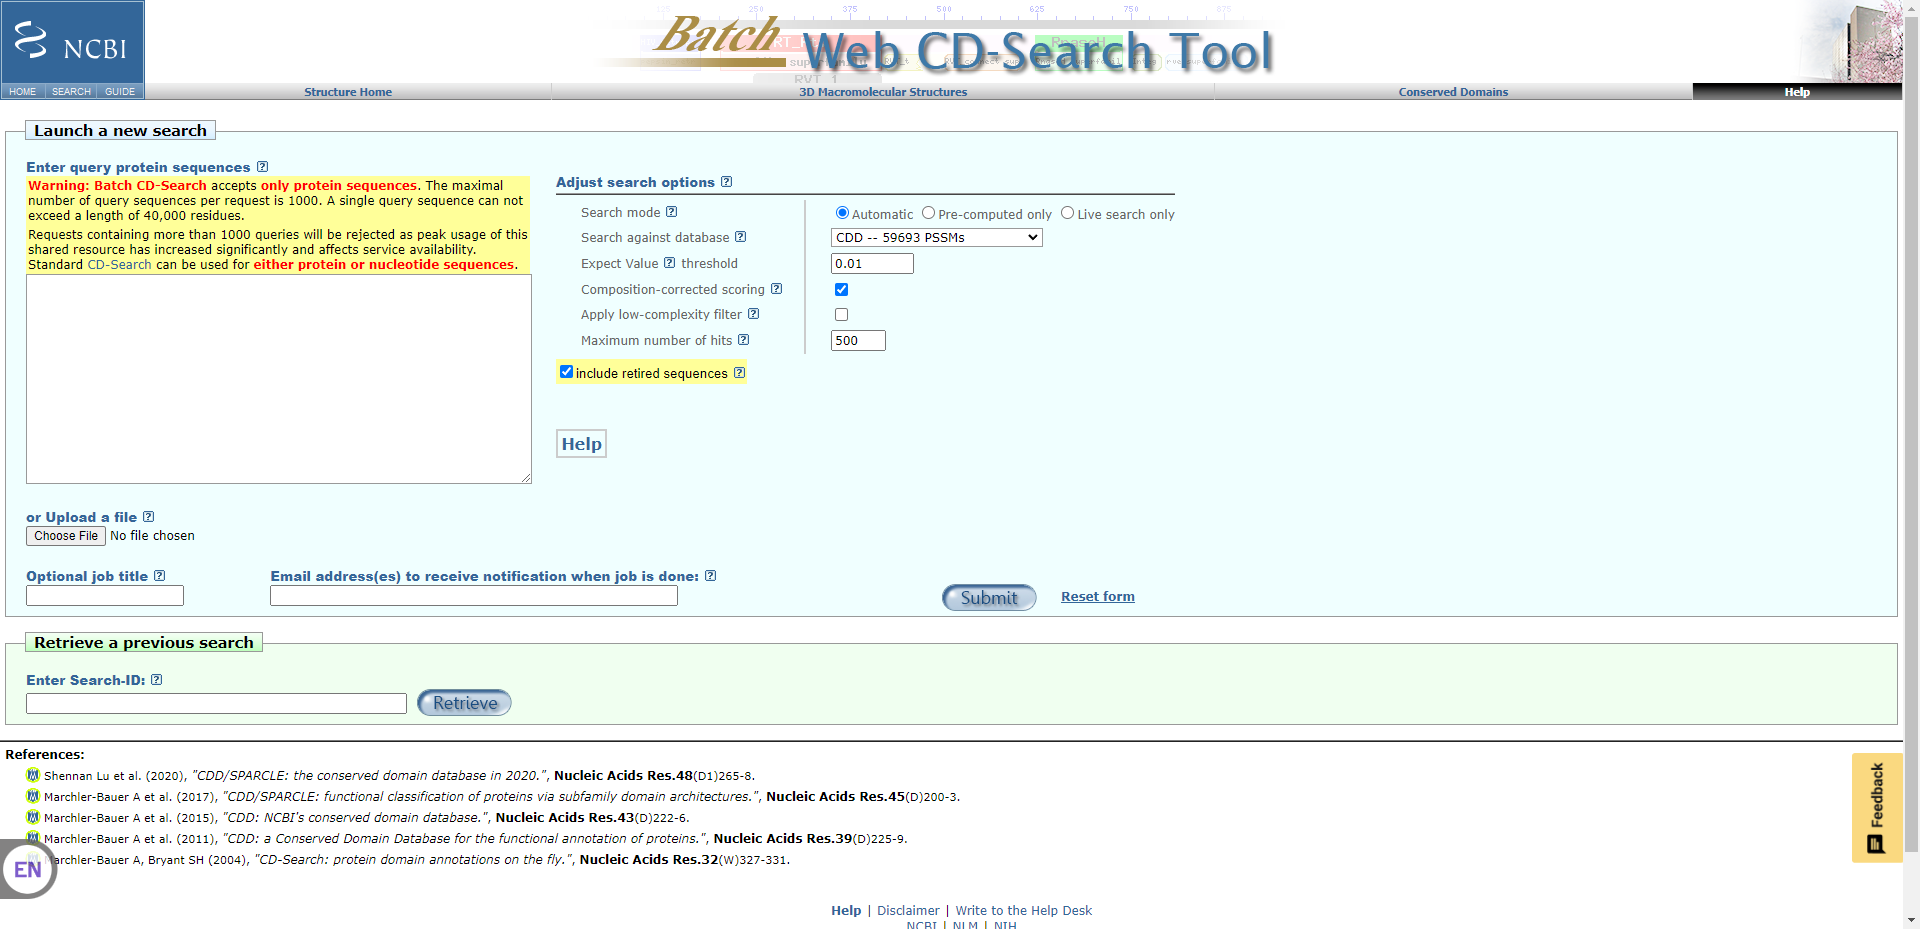 125 250 375 500 625 750 875
NCBI
Batch Web CD-Search Tool
HOME SEARCH GUIDE
Structure Home 3D Macromolecular Structures Conserved Domains Help
Launch a new search
Enter query protein sequences
Warning: Batch CD-Search accepts only protein sequences. The maximal
number of query sequences per request is 1000. A single query sequence can not
exceed a length of 40,000 residues.
Requests containing more than 1000 queries will be rejected as peak usage of this
shared resource has increased significantly and affects service availability.
Standard CD-Search can be used for either protein or nucleotide sequences.
Adjust search options
Search mode Automatic Pre-computed only Live search only
Search against database CDD -- 59693 PSSMs
Expect Value threshold 0.01
Composition-corrected scoring
Apply low-complexity filter
Maximum number of hits 500
include retired sequences
Help
or Upload a file
Choose File No file chosen
Optional job title Email address(es) to receive notification when job is done:
Submit Reset form
Retrieve a previous search
Enter Search-ID:
Retrieve
References:
Shennan Lu et al. (2020), "CDD/SPARCLE: the conserved domain database in 2020.", Nucleic Acids Res.48(D1)265-8.
Marchler-Bauer A et al. (2017), "CDD/SPARCLE: functional classification of proteins via subfamily domain architectures.", Nucleic Acids Res.45(D)200-3.
Marchler-Bauer A et al. (2015), "CDD: NCBI's conserved domain database.", Nucleic Acids Res.43(D)222-6.
Marchler-Bauer A et al. (2011), "CDD: a Conserved Domain Database for the functional annotation of proteins.", Nucleic Acids Res.39(D)225-9.
Marchler-Bauer A, Bryant SH (2004), "CD-Search: protein domain annotations on the fly.", Nucleic Acids Res.32(W)327-331.
Feedback
EN
Help | Disclaimer | Write to the Help Desk
NCBI | NLM | NIH